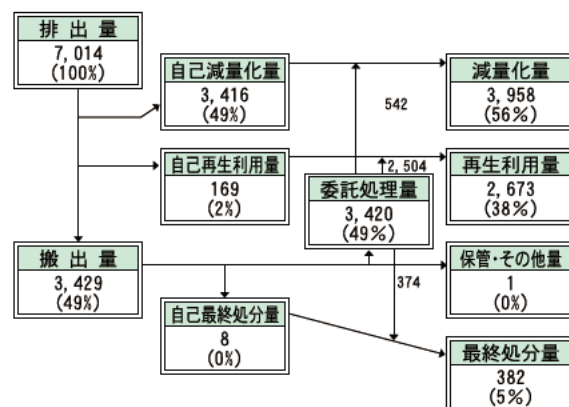 排出量
7,014
(100%)
自己減量化量
3,416
(49%)
減量化量
3,958
(56%)
542
自己再生利用量
169
(2%)
2,504
再生利用量
2,673
(38%)
委託処理量
3,420
(49%)
搬出量
3,429
(49%)
保管・その他量
1
(0%)
374
自己最終処分量
8
(0%)
最終処分量
382
(5%)